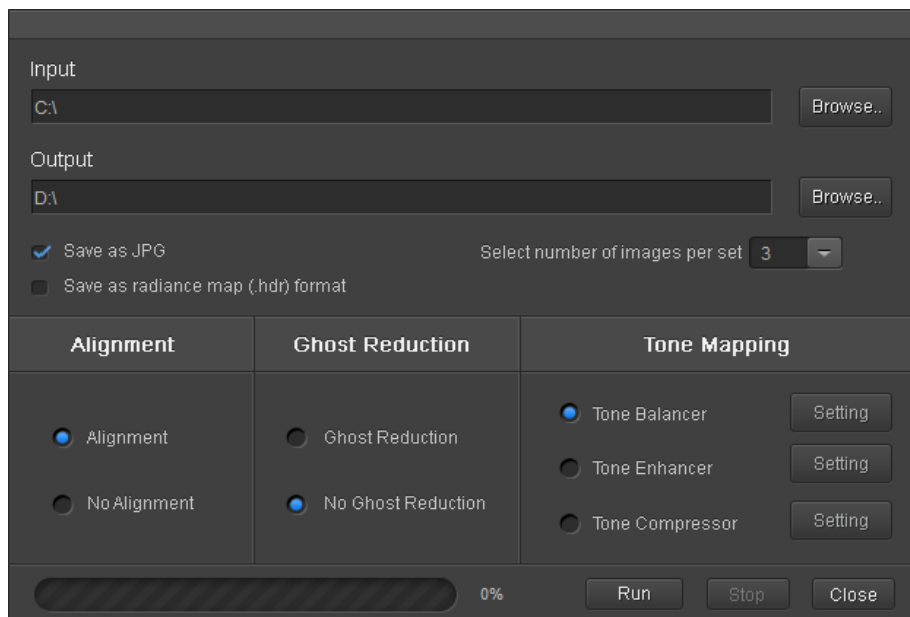 Input
C:\
Browse..
Output
D:\
Browse..
Save as JPG
Select number of images per set 3
Save as radiance map (.hdr) format
Alignment Ghost Reduction Tone Mapping
Tone Balancer Setting
Alignment Ghost Reduction
Tone Enhancer Setting
No Alignment No Ghost Reduction
Tone Compressor Setting
0% Run Stop Close